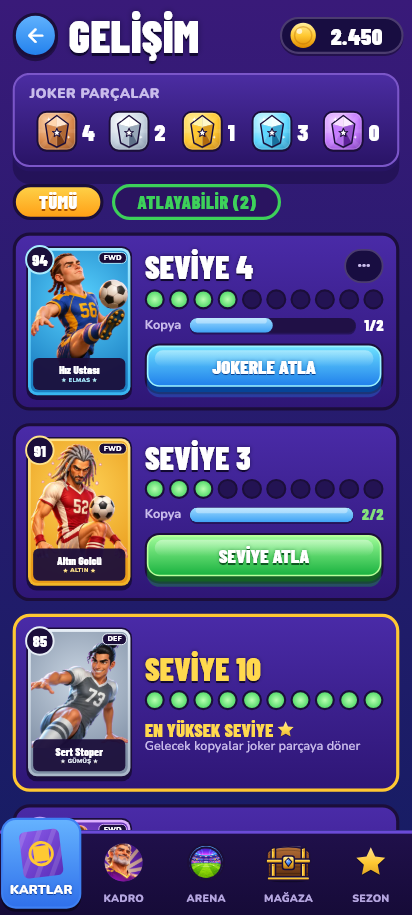 GELİŞİM
2.450
JOKER PARÇALAR
4
2
1
3
0
TÜMÜ
ATLAYABİLİR (2)
94
FWD
56
Hız Ustası
★ ELMAS ★
SEVİYE 4
...
Kopya
1/2
JOKERLE ATLA
91
FWD
52
Altın Golcü
★ ALTIN ★
SEVİYE 3
Kopya
2/2
SEVİYE ATLA
85
DEF
73
Sert Stoper
★ GÜMÜŞ ★
SEVİYE 10
EN YÜKSEK SEVİYE ★
Gelecek kopyalar joker parçaya döner
KARTLAR
KADRO
ARENA
MAĞAZA
SEZON